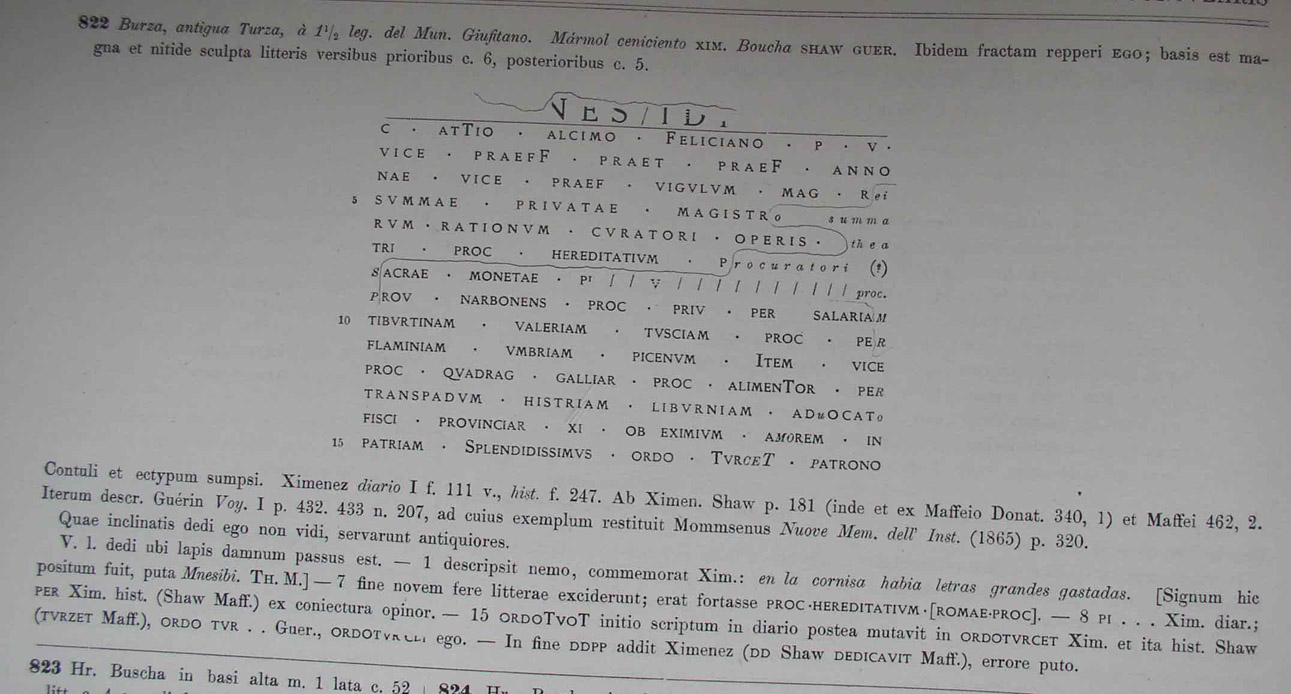 822 Burza, antigua Turza, à 1½ leg. del Mun. Giufitano. Mármol ceniciento XIM. Boucha SHAW GUER. Ibidem fractam repperi EGO; basis est ma-
gna et nitide sculpta litteris versibus prioribus c. 6, posterioribus c. 5.
C · ATTIO · ALCIMO · FELICIANO · P · V ·
VICE · PRAEFF · PRAET · PRAEF · ANNO
NAE · VICE · PRAEF · VIGVLVM · MAG · Rei
5 SVMMAE · PRIVATAE · MAGISTRo summa
RVM · RATIONVM · CVRATORI · OPERIS · thea
TRI · PROC · HEREDITATIVM · Procuratori (?)
SACRAE · MONETAE · PI / / V / / / / / / / / / / proc.
PROV · NARBONENS · PROC · PRIV · PER SALARIAM
10 TIBVRTINAM · VALERIAM · TVSCIAM · PROC · PER
FLAMINIAM · VMBRIAM · PICENVM · ITEM · VICE
PROC · QVADRAG · GALLIAR · PROC · ALIMENTOR · PER
TRANSPADVM · HISTRIAM · LIBVRNIAM · ADuOCATo
FISCI · PROVINCIAR · XI · OB EXIMIVM · AMOREM · IN
15 PATRIAM · SPLENDIDISSIMVS · ORDO · TVRCET · PATRONO
Contuli et ectypum sumpsi. Ximenez diario I f. 111 v., hist. f. 247. Ab Ximen. Shaw p. 181 (inde et ex Maffeio Donat. 340, 1) et Maffei 462, 2.
Iterum descr. Guérin Voy. I p. 432. 433 n. 207, ad cuius exemplum restituit Mommsenus Nuove Mem. dell' Inst. (1865) p. 320.
Quae inclinatis dedi ego non vidi, servarunt antiquiores.
V. l. dedi ubi lapis damnum passus est. — 1 descripsit nemo, commemorat Xim.: en la cornisa habia letras grandes gastadas. [Signum hic
positum fuit, puta Mnesibi. TH. M.] — 7 fine novem fere litterae exciderunt; erat fortasse PROC·HEREDITATIVM·[ROMAE·PROC]. — 8 PI . . . Xim. diar.;
PER Xim. hist. (Shaw Maff.) ex coniectura opinor. — 15 ORDOTVOT initio scriptum in diario postea mutavit in ORDOTVRCET Xim. et ita hist. Shaw
(TVRZET Maff.), ORDO TVR . . Guer., ego. — In fine DDPP addit Ximenez (DD Shaw DEDICAVIT Maff.), errore puto.
823 Hr. Buscha in basi alta m. 1 lata c. 52 824 Hr.